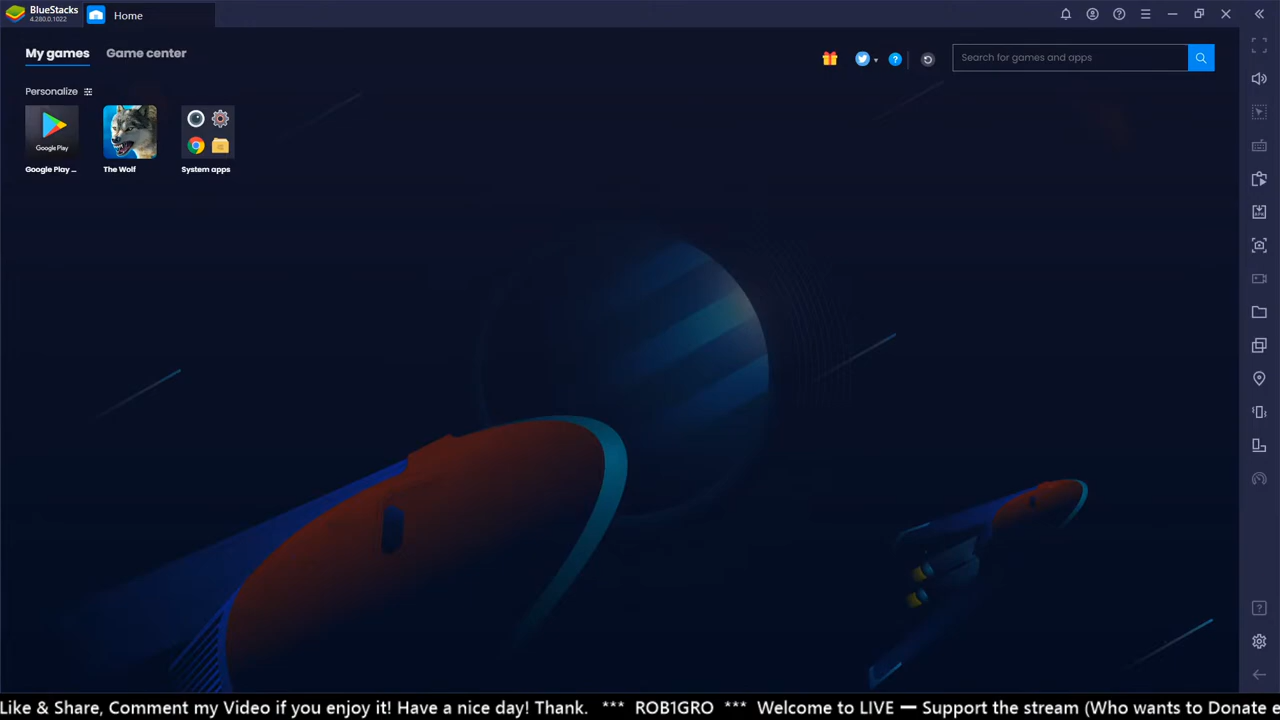 BlueStacks
4.280.0.1022
Home
My games
Game center
Search for games and apps
Personalize
Google Play
Google Play ...
The Wolf
System apps
Like & Share, Comment my Video if you enjoy it! Have a nice day! Thank. *** ROB1GRO *** Welcome to LIVE — Support the stream (Who wants to Donate e